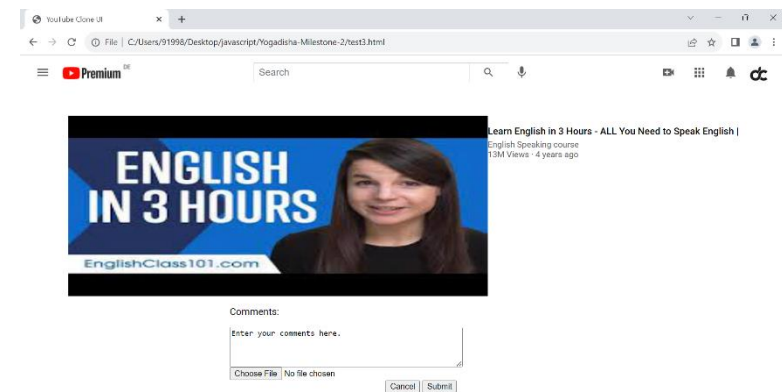 YouTube Clone UI
File | C:/Users/91998/Desktop/javascript/Yogadisha-Milestone-2/test3.html
Premium DE
Search
dc
ENGLISH
IN 3 HOURS
EnglishClass101.com
Learn English in 3 Hours - ALL You Need to Speak English |
English Speaking course
13M Views · 4 years ago
Comments:
Enter your comments here.
Choose File No file chosen
Cancel Submit